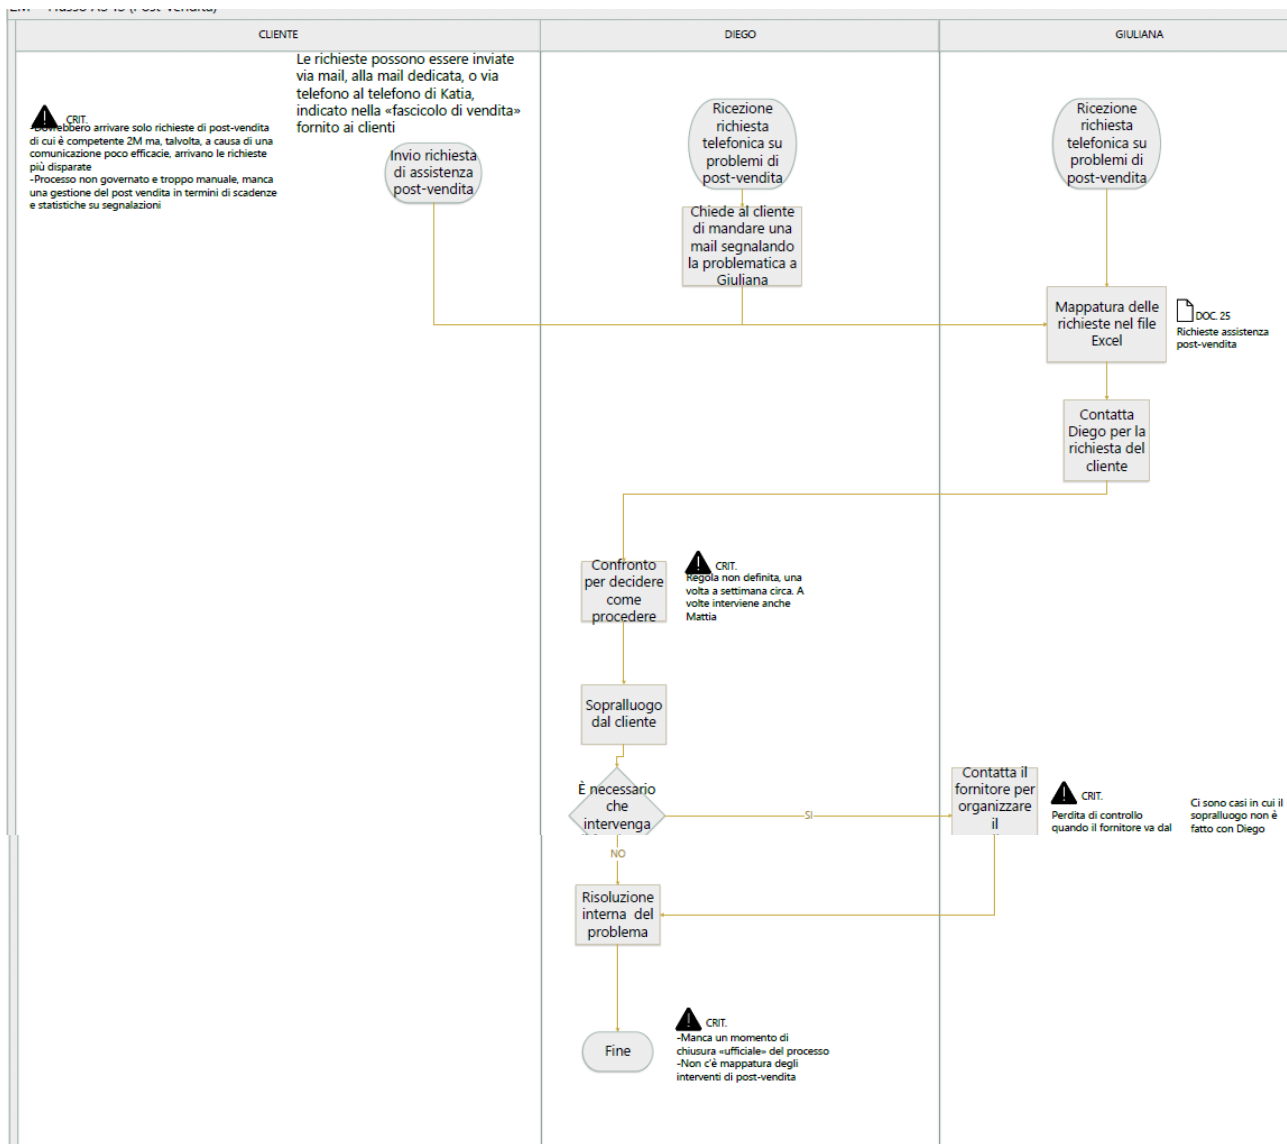 CLIENTE
DIEGO
GIULIANA
Le richieste possono essere inviate
via mail, alla mail dedicata, o via
telefono al telefono di Katia,
indicato nella «fascicolo di vendita»
fornito ai clienti
CRIT.
-Dovrebbero arrivare solo richieste di post-vendita
di cui è competente 2M ma, talvolta, a causa di una
comunicazione poco efficacie, arrivano le richieste
più disparate
-Processo non governato e troppo manuale, manca
una gestione del post vendita in termini di scadenze
e statistiche su segnalazioni
Invio richiesta
di assistenza
post-vendita
Ricezione
richiesta
telefonica su
problemi di
post-vendita
Chiede al cliente
di mandare una
mail segnalando
la problematica a
Giuliana
Ricezione
richiesta
telefonica su
problemi di
post-vendita
Mappatura delle
richieste nel file
Excel
DOC. 25
Richieste assistenza
post-vendita
Contatta
Diego per la
richiesta del
cliente
Confronto
per decidere
come
procedere
CRIT.
Regola non definita, una
volta a settimana circa. A
volte interviene anche
Mattia
Sopralluogo
dal cliente
È necessario
che
intervenga
SI
NO
Contatta il
fornitore per
organizzare
il
CRIT.
Perdita di controllo
quando il fornitore va dal
Ci sono casi in cui il
sopralluogo non è
fatto con Diego
Risoluzione
interna del
problema
Fine
CRIT.
-Manca un momento di
chiusura «ufficiale» del processo
-Non c'è mappatura degli
interventi di post-vendita